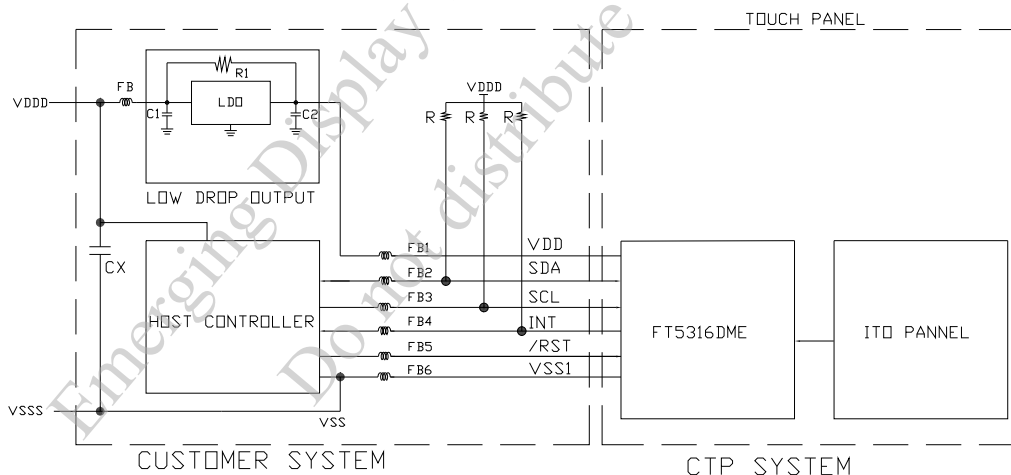 TOUCH PANEL
FB
R1
LDO
C1
C2
VDDD
VDDD
R
R
R
LOW DROP OUTPUT
CX
HOST CONTROLLER
FB1
VDD
FB2
SDA
FB3
SCL
FB4
INT
FB5
/RST
FB6
VSS1
FT5316DME
ITO PANNEL
VSSS
VSS
CUSTOMER SYSTEM
CTP SYSTEM
Emerging Display
Do not distribute